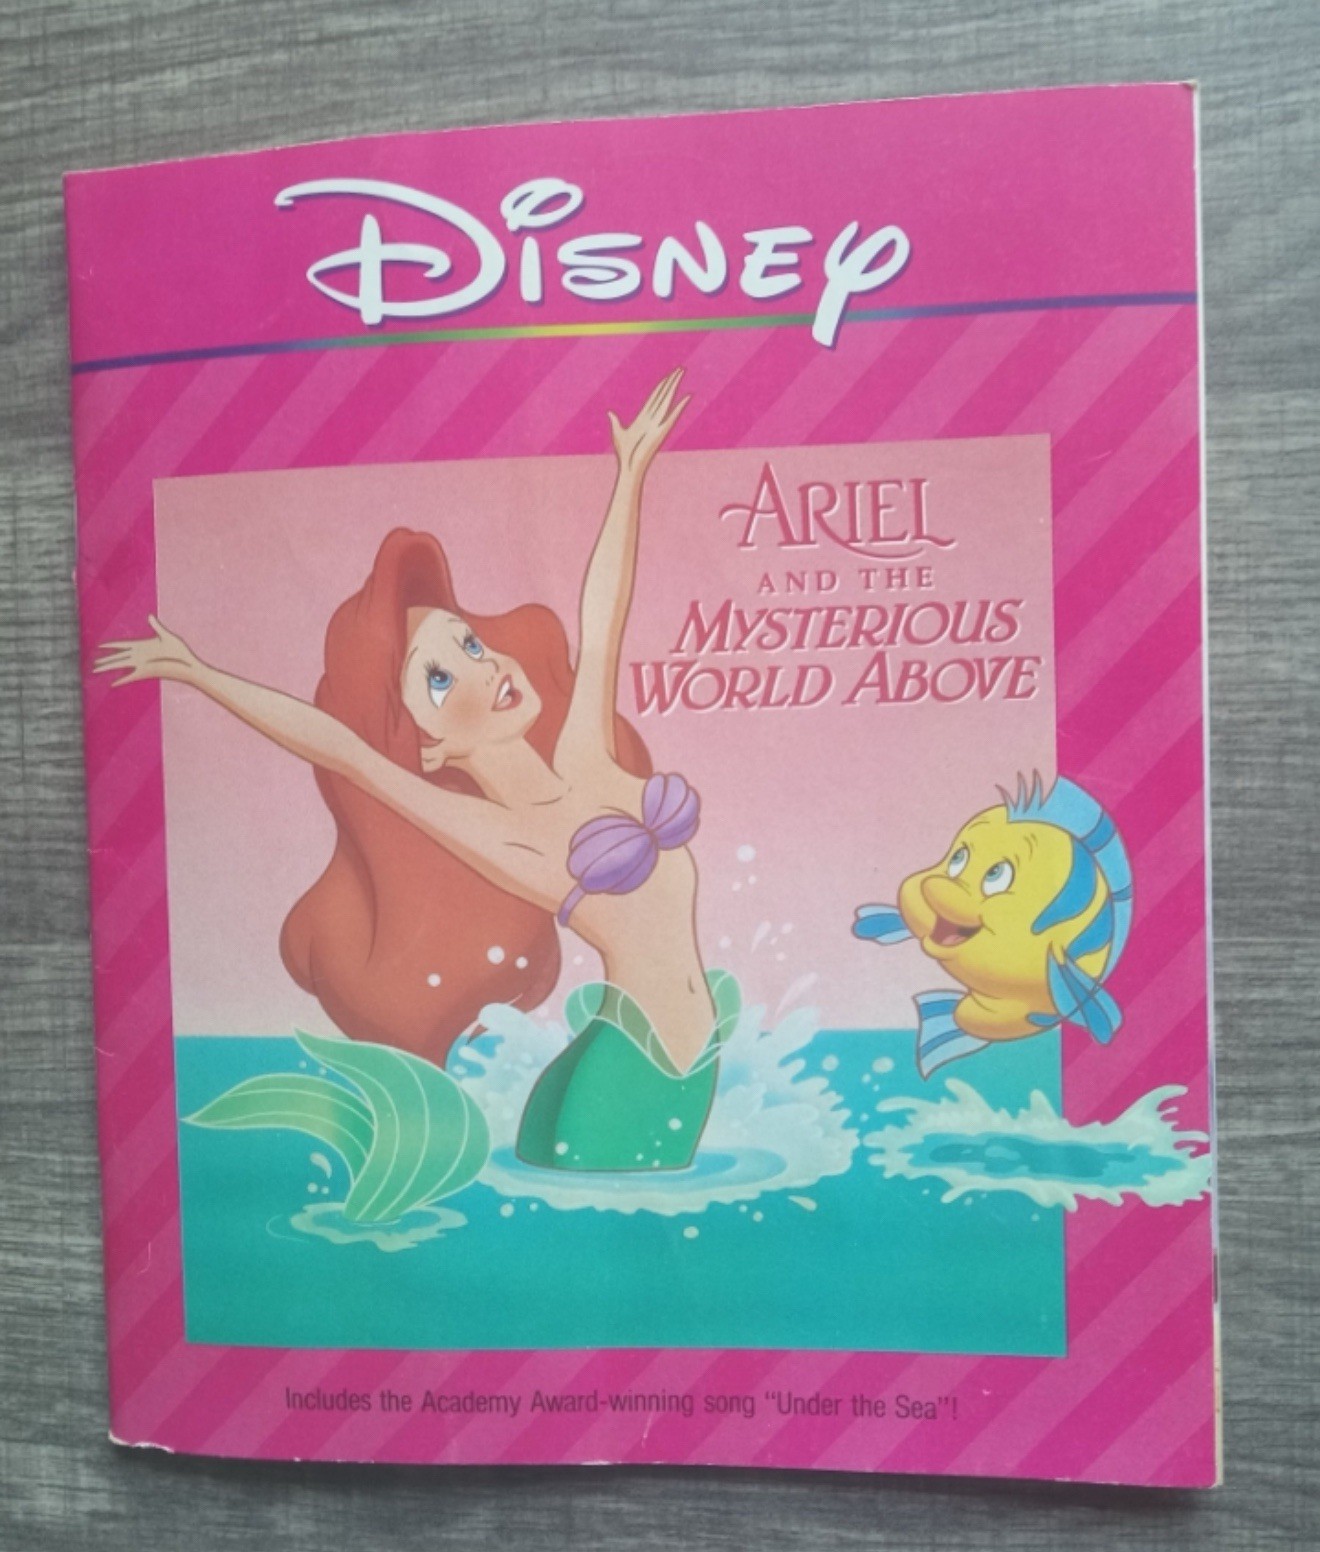 Disney
ARIEL
AND THE
MYSTERIOUS
WORLD ABOVE
Includes the Academy Award-winning song "Under the Sea"!